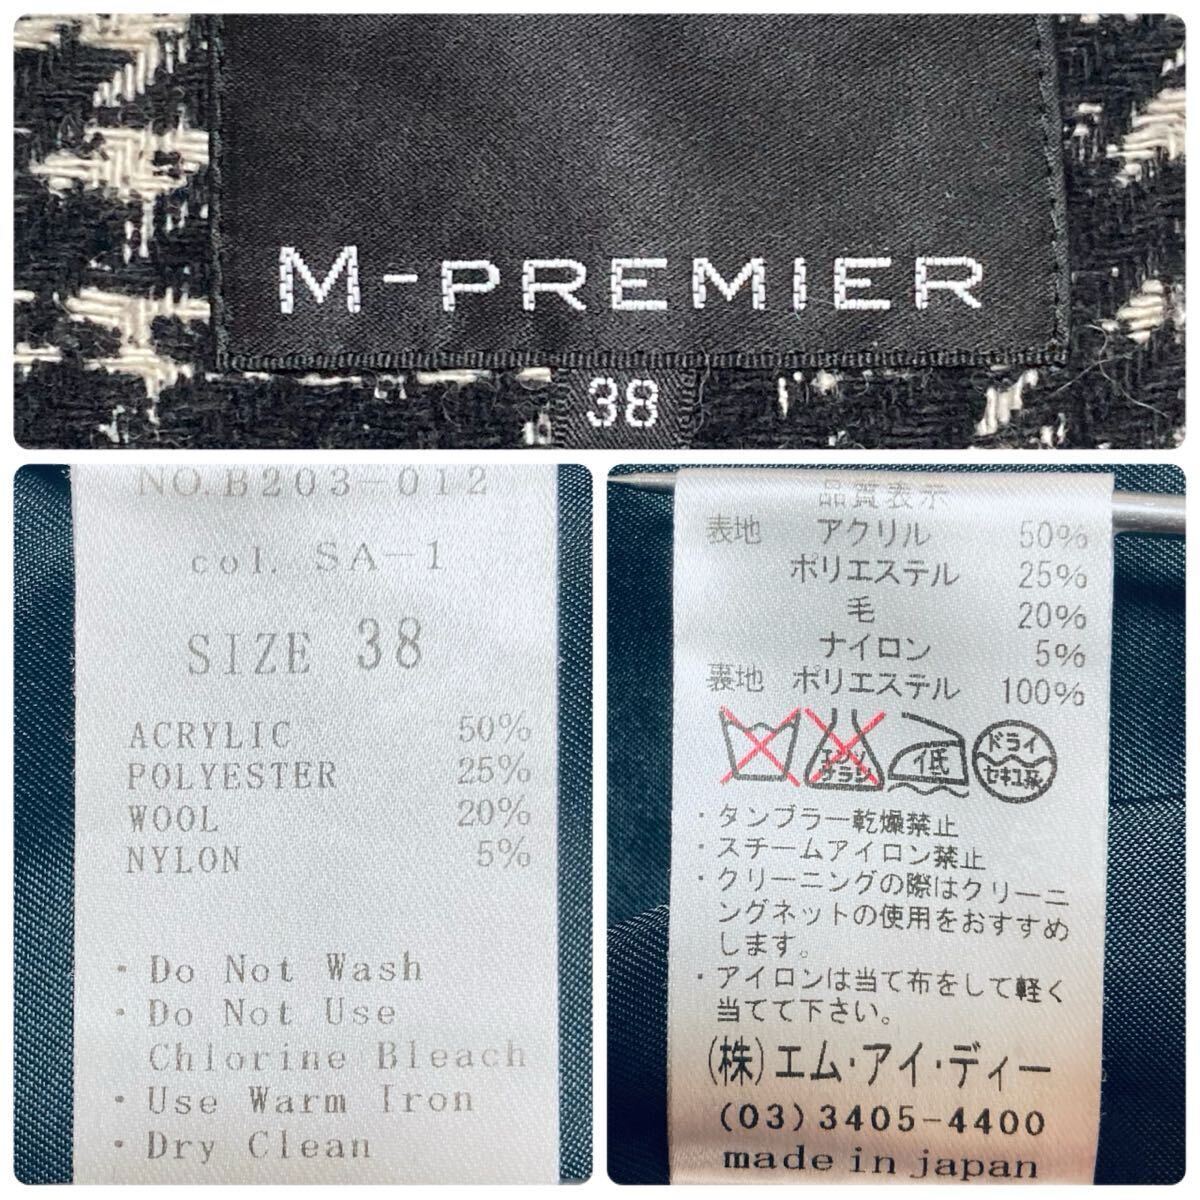 M-PREMIER
38
NO.B203-012
col. SA-1
SIZE 38
ACRYLIC 50%
POLYESTER 25%
WOOL 20%
NYLON 5%
・Do Not Wash
・Do Not Use
Chlorine Bleach
・Use Warm Iron
・Dry Clean
品質表示
表地 アクリル 50%
ポリエステル 25%
毛 20%
ナイロン 5%
裏地 ポリエステル 100%
エンソ
サラシ
低
ドライ
セキユ系
・タンブラー乾燥禁止
・スチームアイロン禁止
・クリーニングの際はクリーニ
ングネットの使用をおすすめ
します。
・アイロンは当て布をして軽く
当てて下さい。
(株)エム・アイ・ディー
(03)3405-4400
made in japan